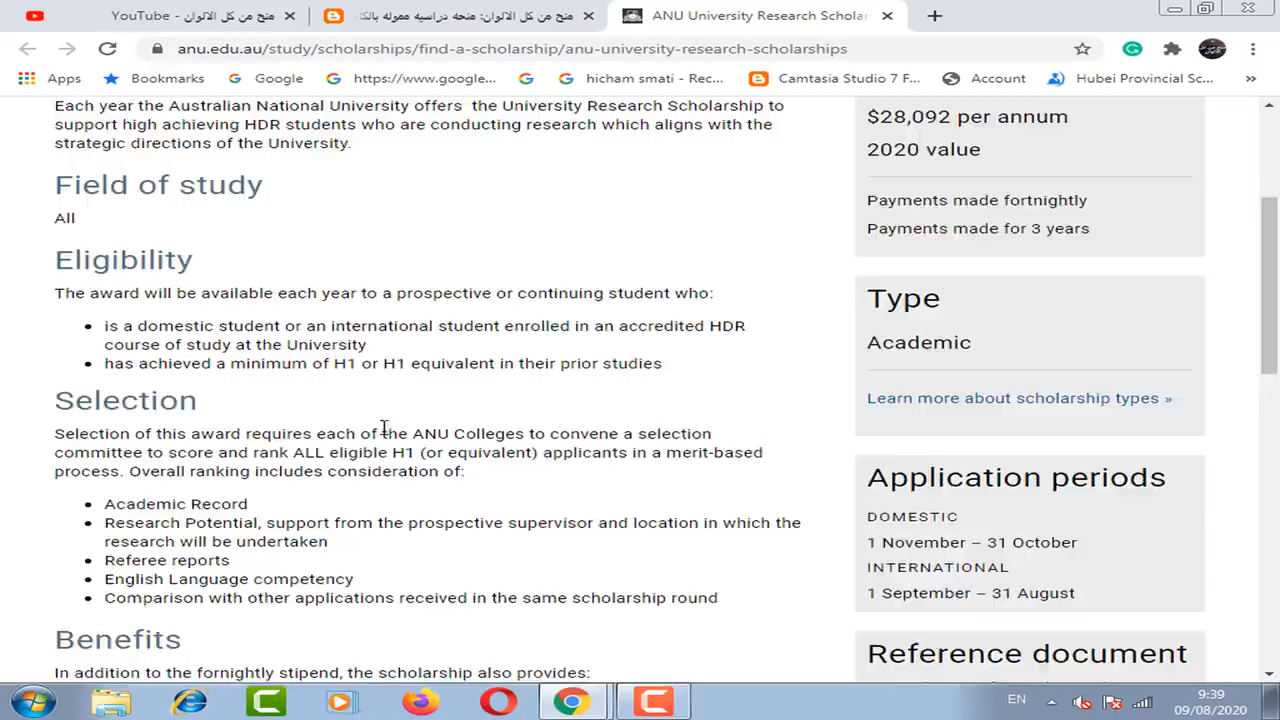 YouTube - منح من كل الالوان
منح من كل الالوان: منحه دراسيه مموله بالكا
ANU University Research Scholar
anu.edu.au/study/scholarships/find-a-scholarship/anu-university-research-scholarships
Apps Bookmarks Google https://www.google... hicham smati - Rec... Camtasia Studio 7 F... Account Hubei Provincial Sc... »
Each year the Australian National University offers the University Research Scholarship to
support high achieving HDR students who are conducting research which aligns with the
strategic directions of the University.
Field of study
All
Eligibility
The award will be available each year to a prospective or continuing student who:
• is a domestic student or an international student enrolled in an accredited HDR
course of study at the University
• has achieved a minimum of H1 or H1 equivalent in their prior studies
Selection
Selection of this award requires each of the ANU Colleges to convene a selection
committee to score and rank ALL eligible H1 (or equivalent) applicants in a merit-based
process. Overall ranking includes consideration of:
• Academic Record
• Research Potential, support from the prospective supervisor and location in which the
research will be undertaken
• Referee reports
• English Language competency
• Comparison with other applications received in the same scholarship round
Benefits
In addition to the fornightly stipend, the scholarship also provides:
$28,092 per annum
2020 value
Payments made fortnightly
Payments made for 3 years
Type
Academic
Learn more about scholarship types »
Application periods
DOMESTIC
1 November – 31 October
INTERNATIONAL
1 September – 31 August
Reference document
EN
9:39
09/08/2020